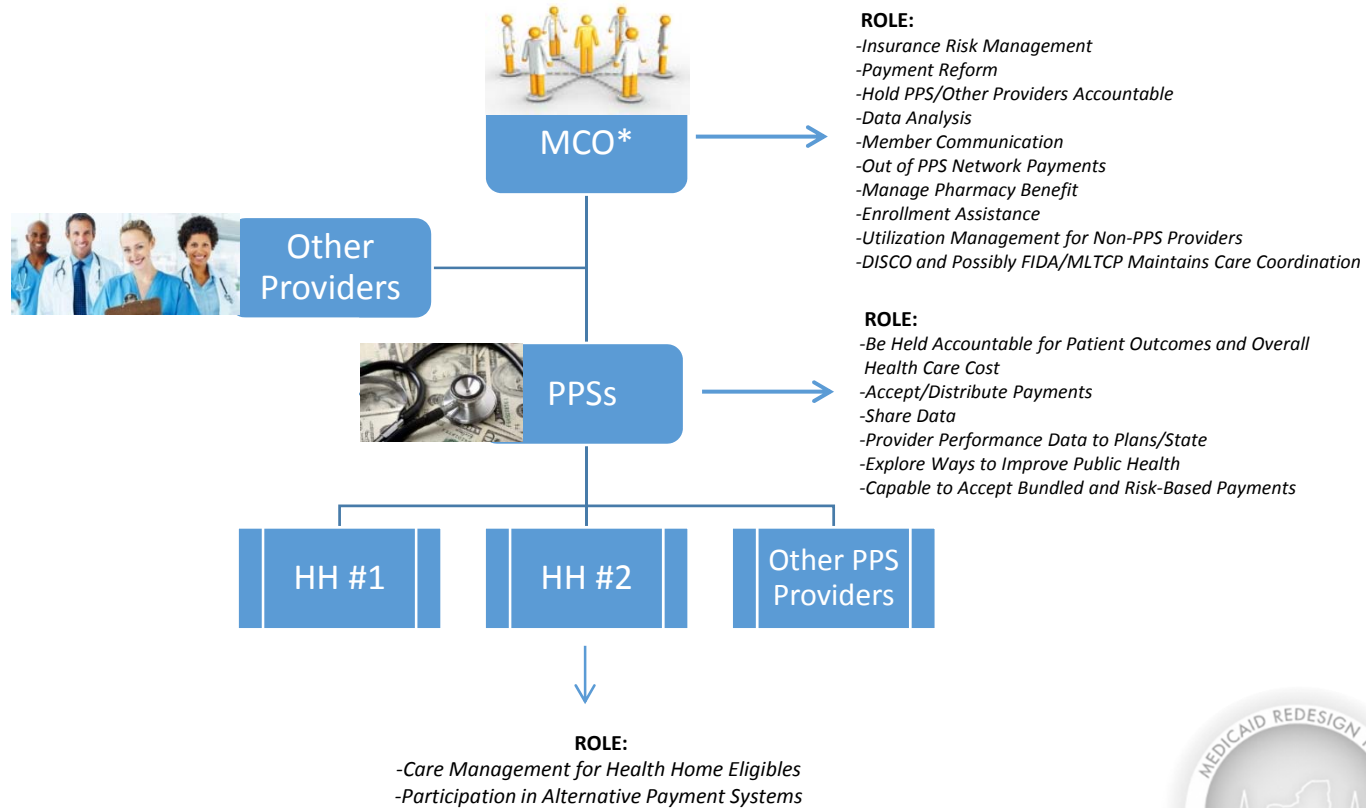 ROLE:
-Insurance Risk Management
-Payment Reform
-Hold PPS/Other Providers Accountable
-Data Analysis
-Member Communication
-Out of PPS Network Payments
-Manage Pharmacy Benefit
-Enrollment Assistance
-Utilization Management for Non-PPS Providers
-DISCO and Possibly FIDA/MLTCP Maintains Care Coordination
MCO*
Other
Providers
PPSs
ROLE:
-Be Held Accountable for Patient Outcomes and Overall
Health Care Cost
-Accept/Distribute Payments
-Share Data
-Provider Performance Data to Plans/State
-Explore Ways to Improve Public Health
-Capable to Accept Bundled and Risk-Based Payments
HH #1
HH #2
Other PPS
Providers
ROLE:
-Care Management for Health Home Eligibles
-Participation in Alternative Payment Systems
REDESIGN